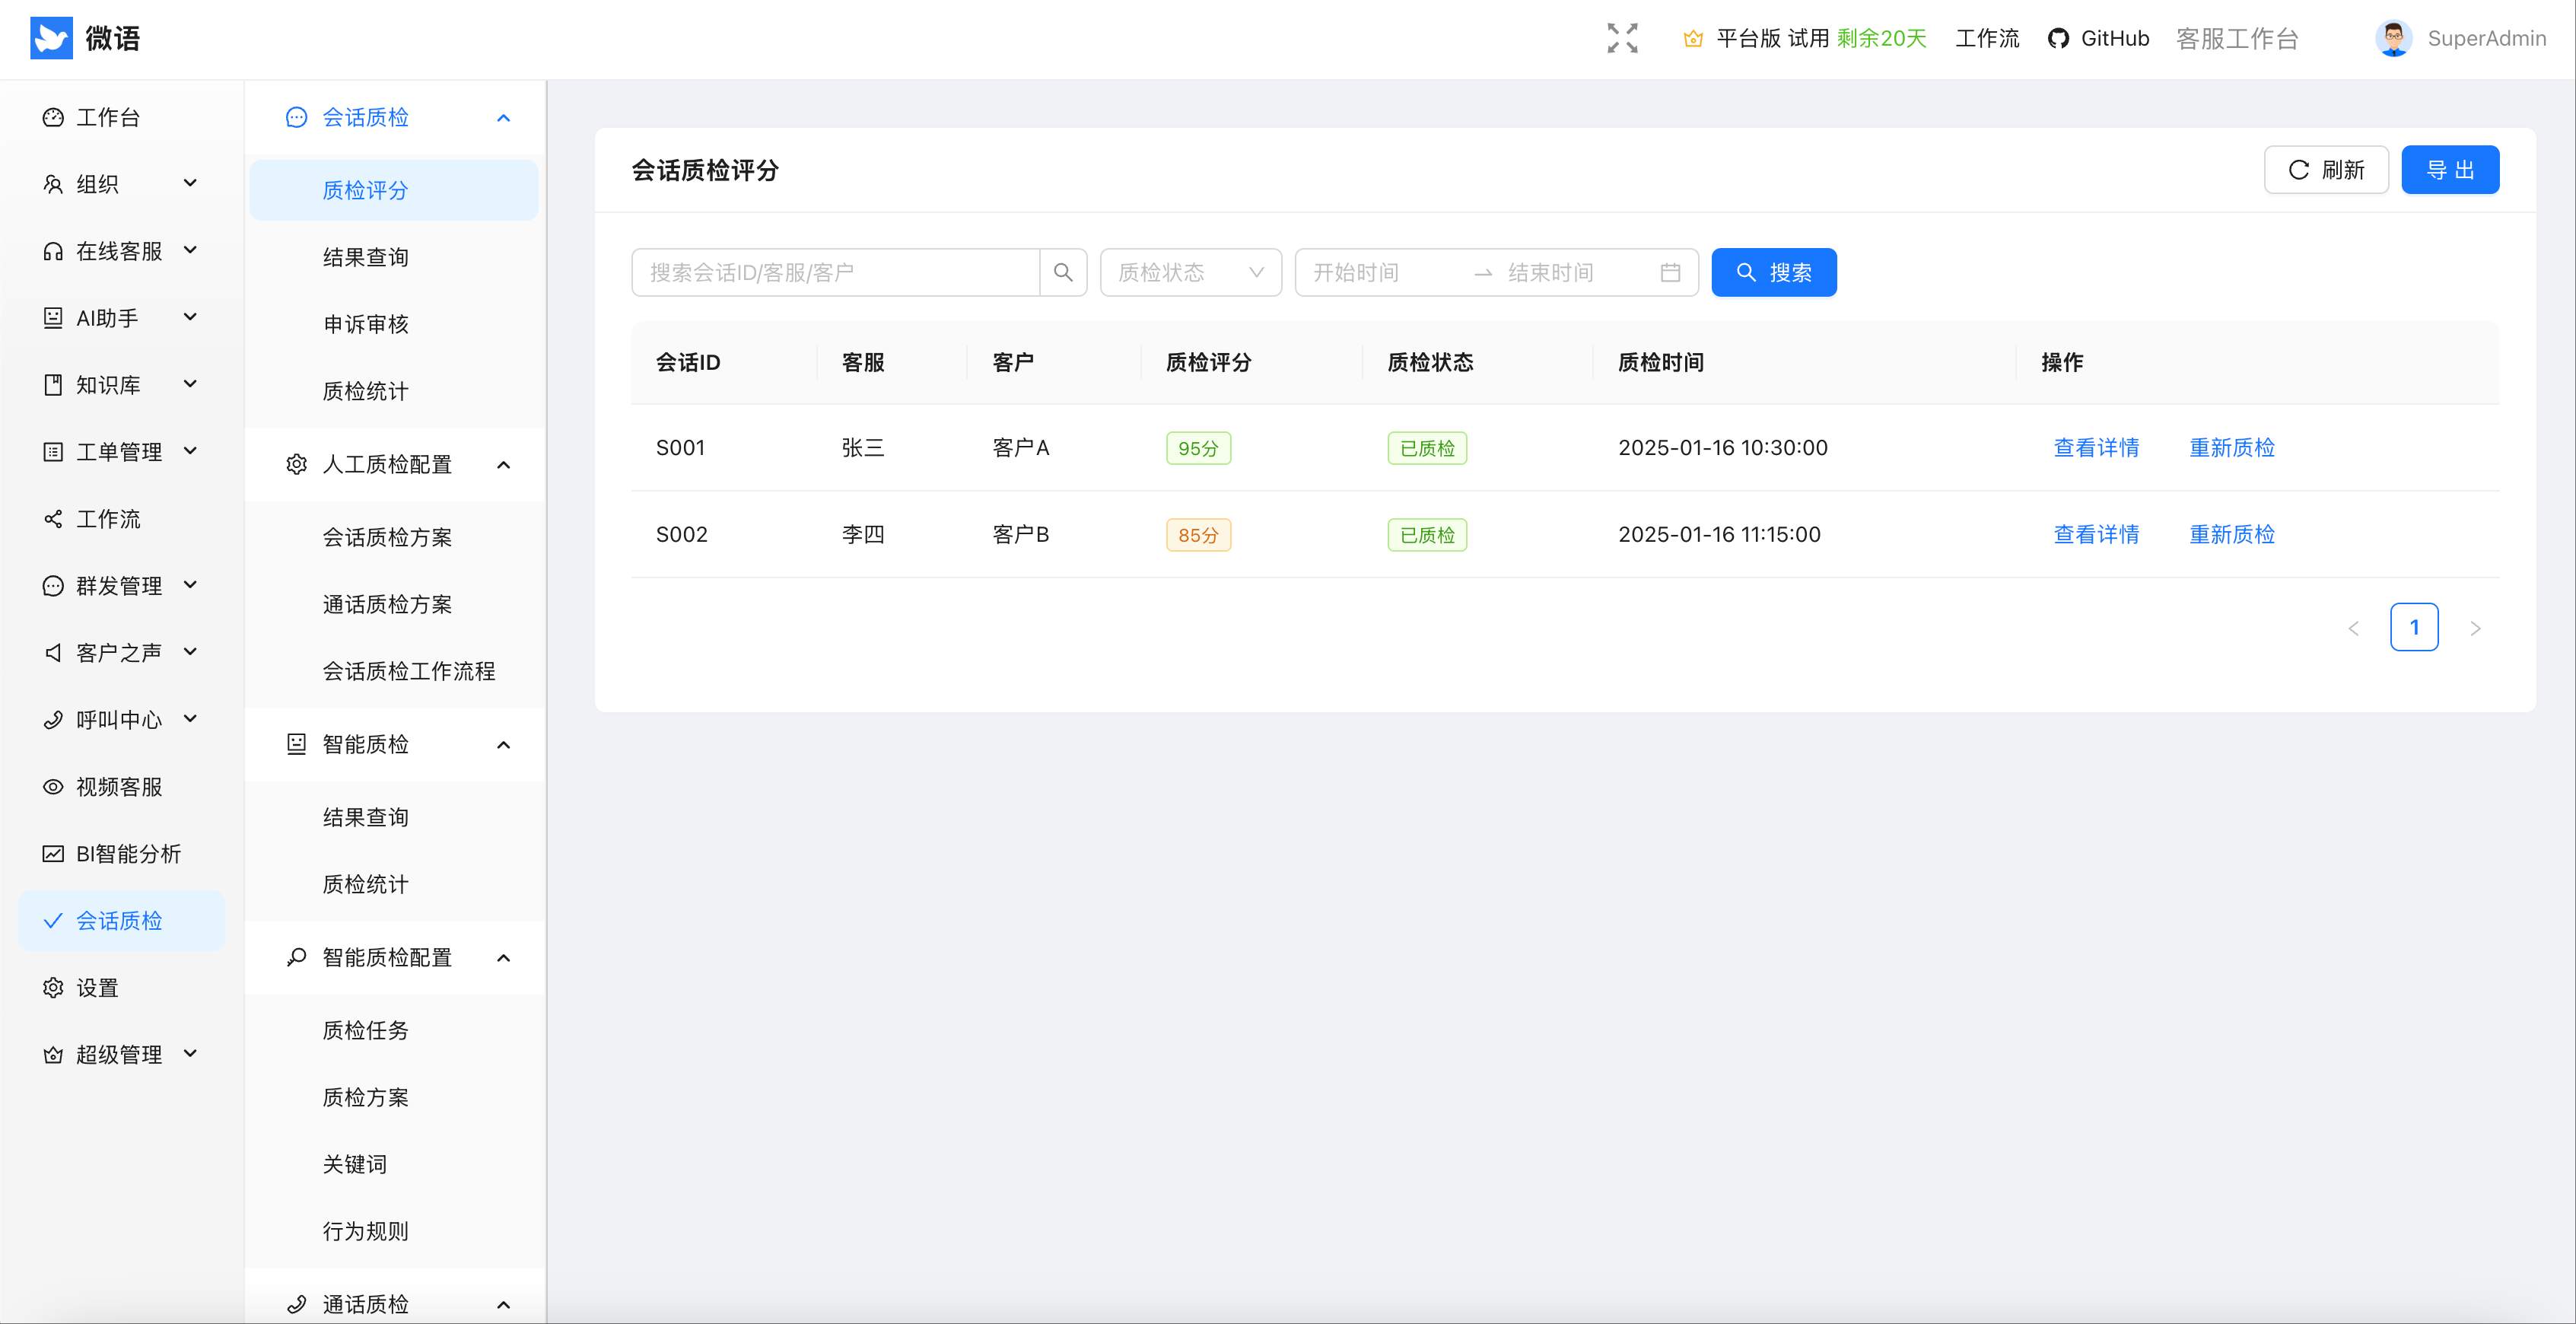 微语
平台版 试用 剩余20天 工作流 GitHub 客服工作台 SuperAdmin
工作台
组织
在线客服
AI助手
知识库
工单管理
工作流
群发管理
客户之声
呼叫中心
视频客服
BI智能分析
会话质检
设置
超级管理
会话质检
质检评分
结果查询
申诉审核
质检统计
人工质检配置
会话质检方案
通话质检方案
会话质检工作流程
智能质检
结果查询
质检统计
智能质检配置
质检任务
质检方案
关键词
行为规则
通话质检
会话质检评分 刷新 导出
搜索会话ID/客服/客户 质检状态 开始时间 结束时间 搜索
会话ID 客服 客户 质检评分 质检状态 质检时间 操作
S001 张三 客户A 95分 已质检 2025-01-16 10:30:00 查看详情 重新质检
S002 李四 客户B 85分 已质检 2025-01-16 11:15:00 查看详情 重新质检
1